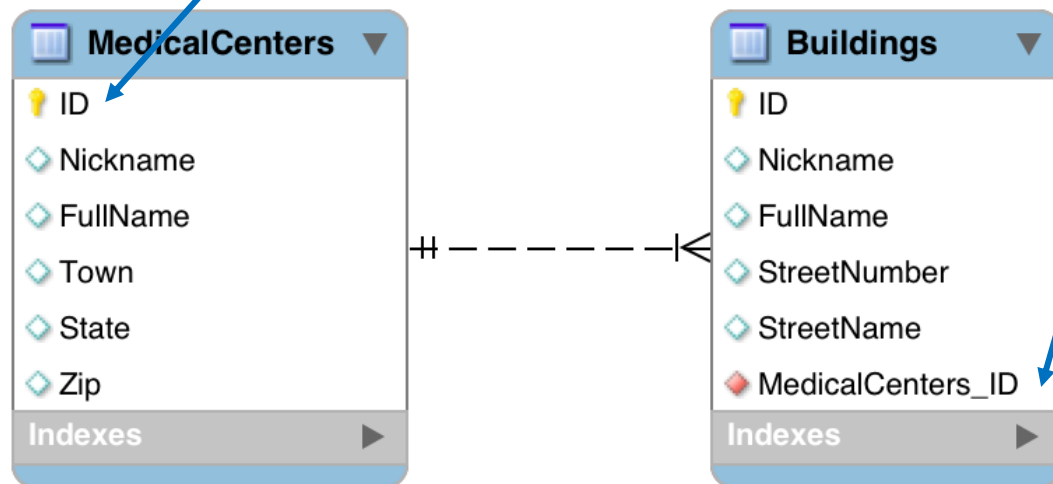 MedicalCenters
ID
Nickname
FullName
Town
State
Zip
Indexes
Buildings
ID
Nickname
FullName
StreetNumber
StreetName
MedicalCenters_ID
Indexes